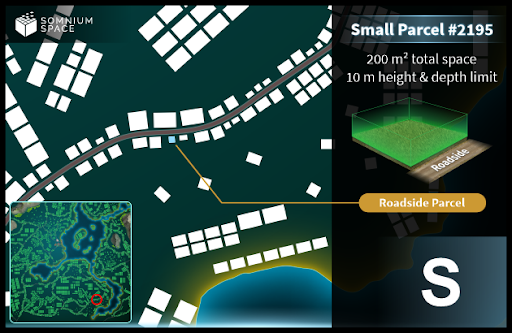 SOMNIUM
SPACE
Small Parcel #2195
200 m² total space
10 m height & depth limit
Roadside
Roadside Parcel
S